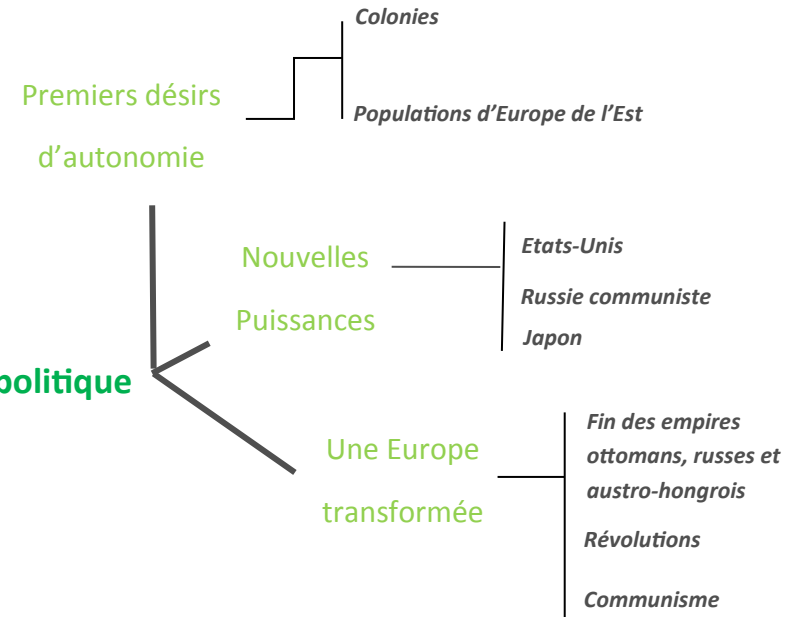 Colonies
Premiers désirs
d'autonomie
Populations d'Europe de l'Est
Nouvelles
Puissances
Etats-Unis
Russie communiste
Japon
politique
Une Europe
transformée
Fin des empires
ottomans, russes et
austro-hongrois
Révolutions
Communisme